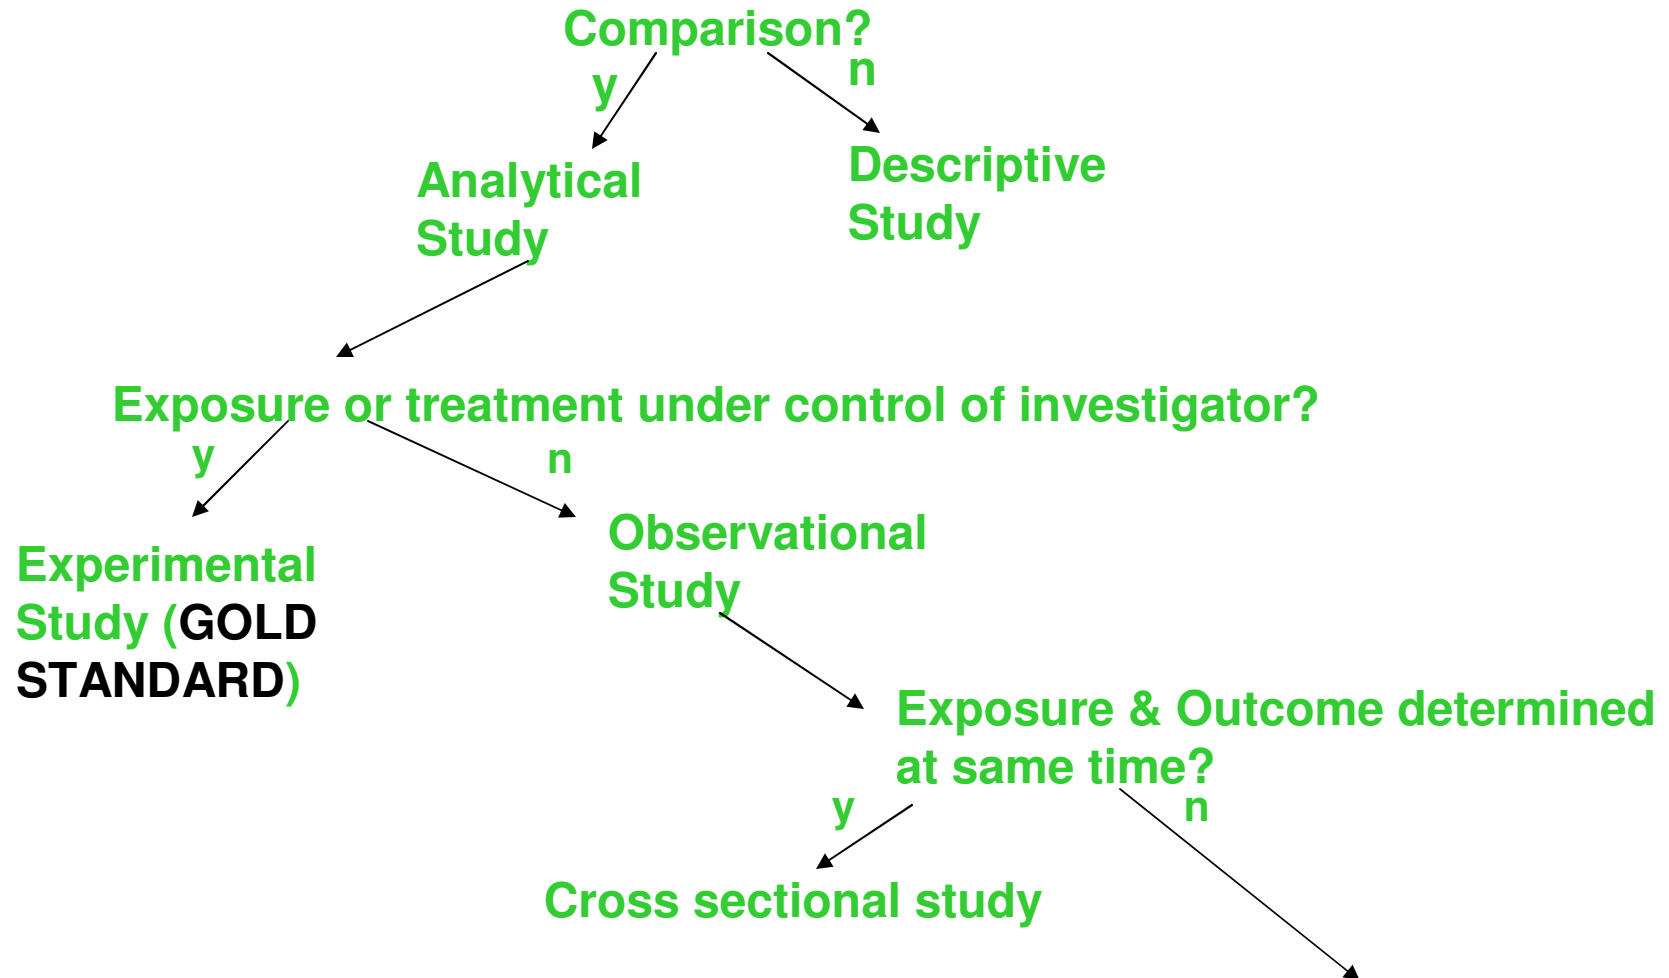 Comparison?
y
n
Analytical
Study
Descriptive
Study
Exposure or treatment under control of investigator?
y
n
Experimental
Study (GOLD
STANDARD)
Observational
Study
Exposure & Outcome determined
at same time?
y
n
Cross sectional study